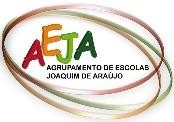 AEJA
AGRUPAMENTO DE ESCOLAS
JOAQUIM DE ARAÚJO